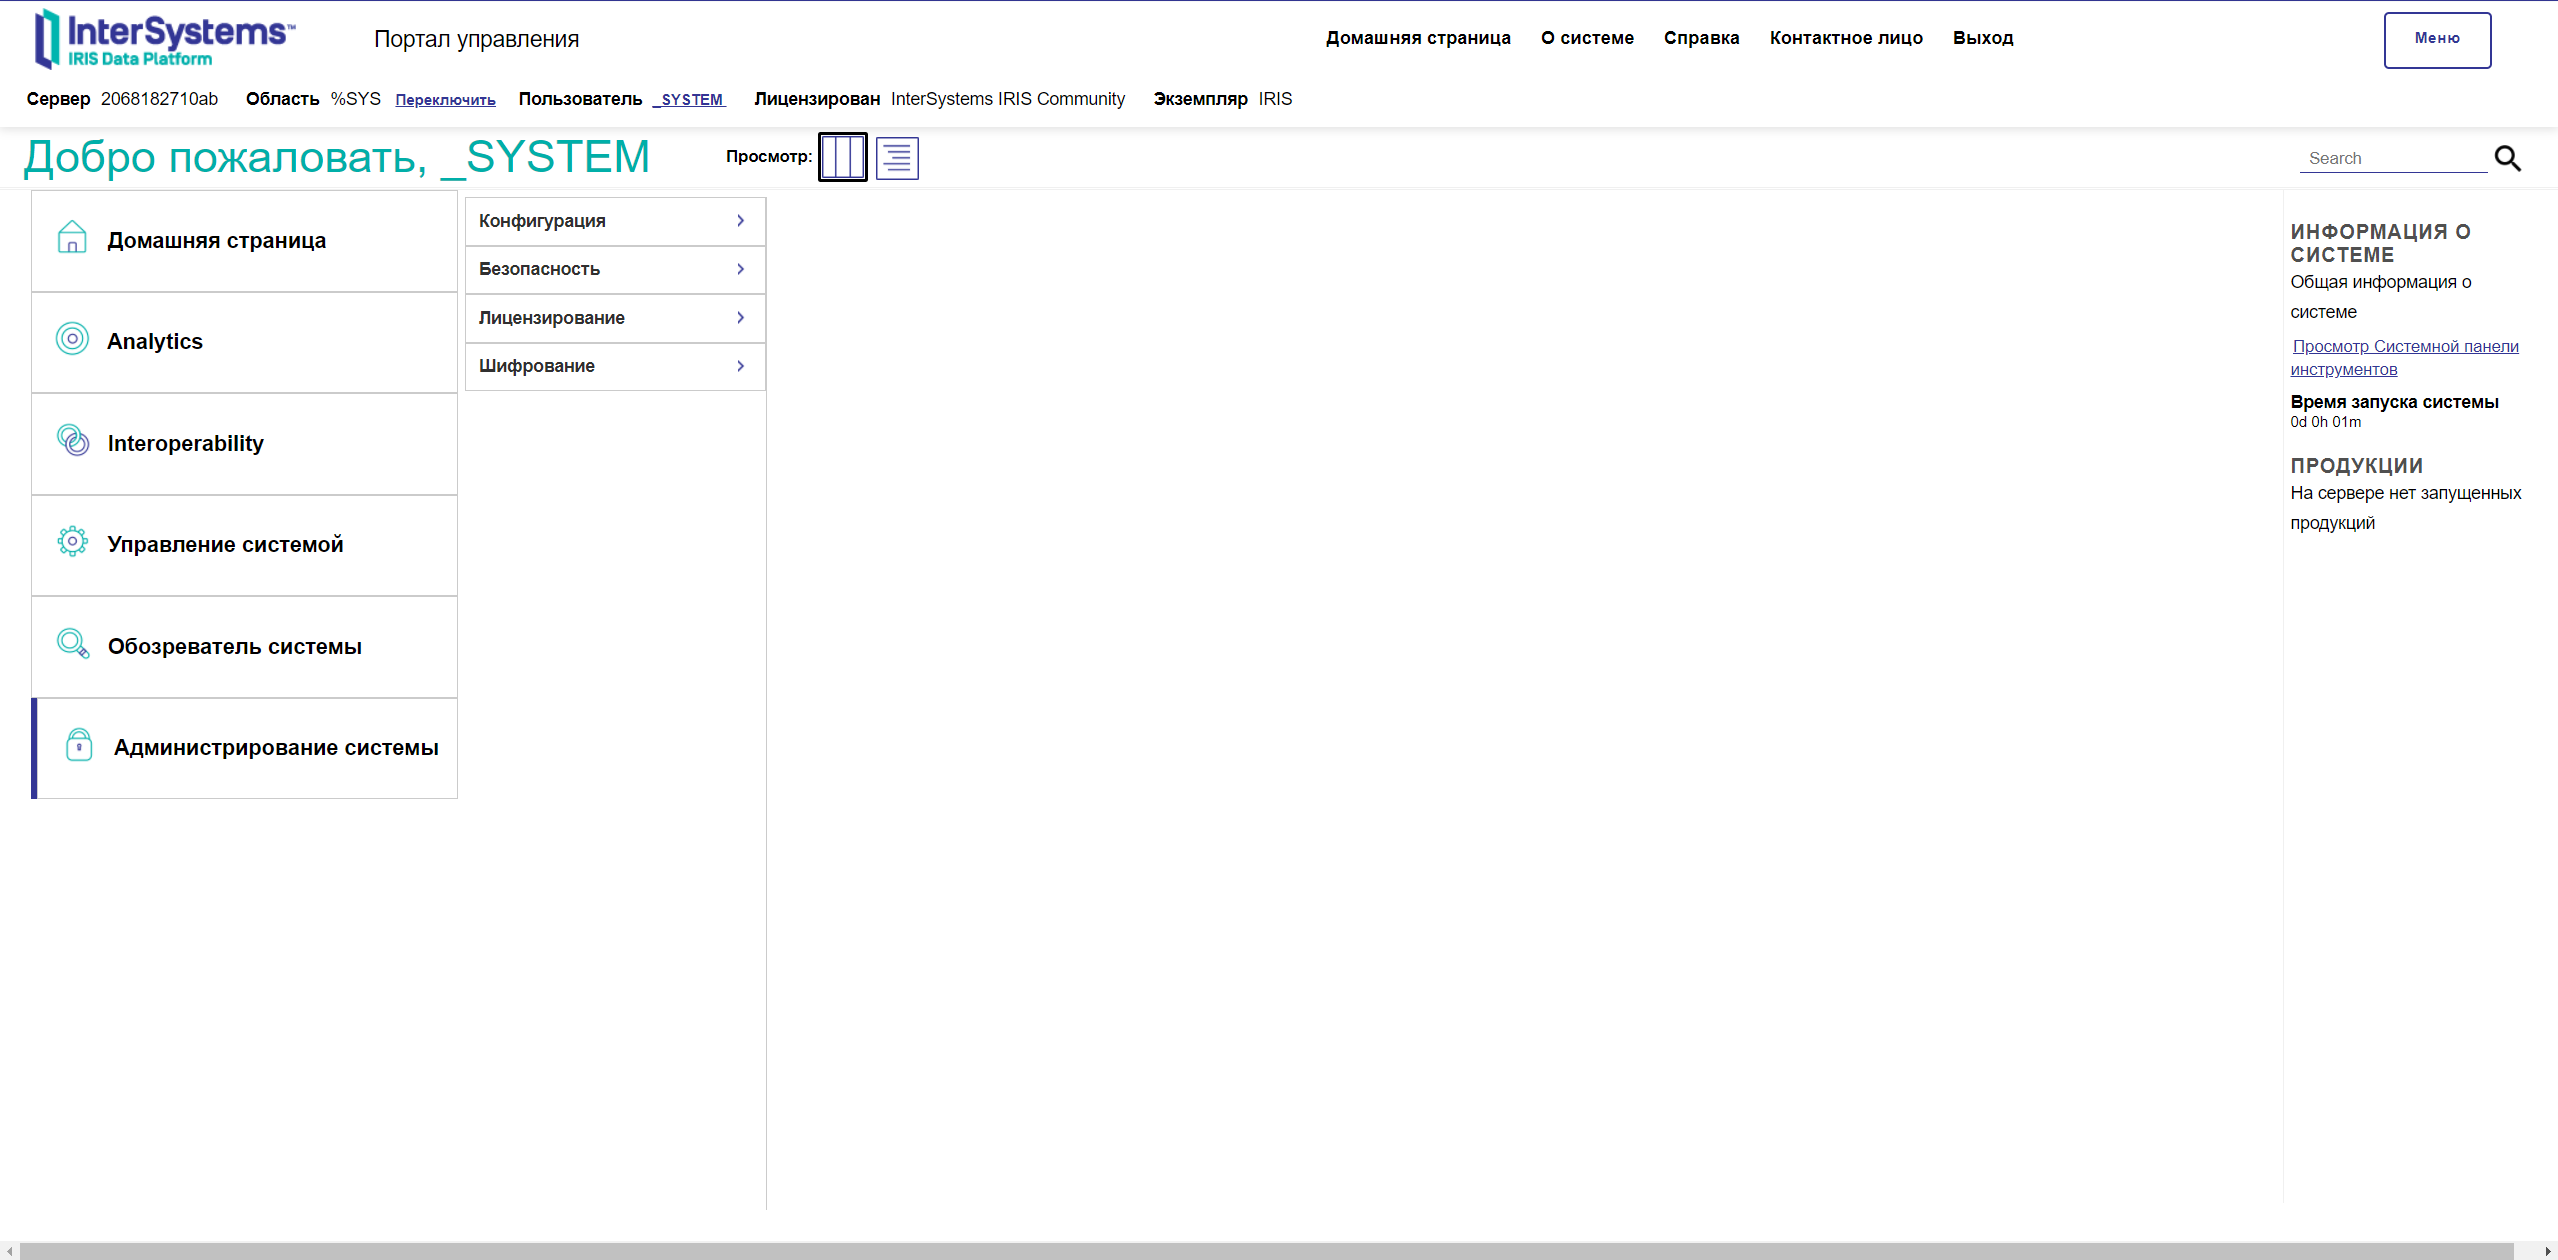 InterSystems™
IRIS Data Platform
Портал управления
Домашняя страница О системе Справка Контактное лицо Выход
Меню
Сервер 2068182710ab Область %SYS Переключить Пользователь _SYSTEM Лицензирован InterSystems IRIS Community Экземпляр IRIS
Добро пожаловать, _SYSTEM
Просмотр:
Search
Домашняя страница
Analytics
Interoperability
Управление системой
Обозреватель системы
Администрирование системы
Конфигурация
Безопасность
Лицензирование
Шифрование
ИНФОРМАЦИЯ О
СИСТЕМЕ
Общая информация о
системе
Просмотр Системной панели
инструментов
Время запуска системы
0d 0h 01m
ПРОДУКЦИИ
На сервере нет запущенных
продукций